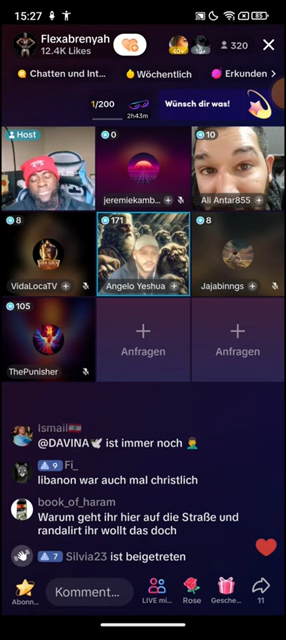 15:27
85
Flexabrenyah
12.4K Likes
320
Chatten und Int...
Wöchentlich
Erkunden
1/200
2h43m
Wünsch dir was!
Host
0
jeremiekamb...
10
Ali Antar855
8
VidaLocaTV
171
Angelo Yeshua
8
Jajabinngs
105
ThePunisher
Anfragen
Anfragen
Ismail🇱🇧
@DAVINA🕊 ist immer noch 🤦‍♂️
9 Fi_
libanon war auch mal christlich
book_of_haram
Warum geht ihr hier auf die Straße und
randalirt ihr wollt das doch
7 Silvia23 ist beigetreten
Abonn...
Komment...
LIVE mi...
Rose
Gesche...
11